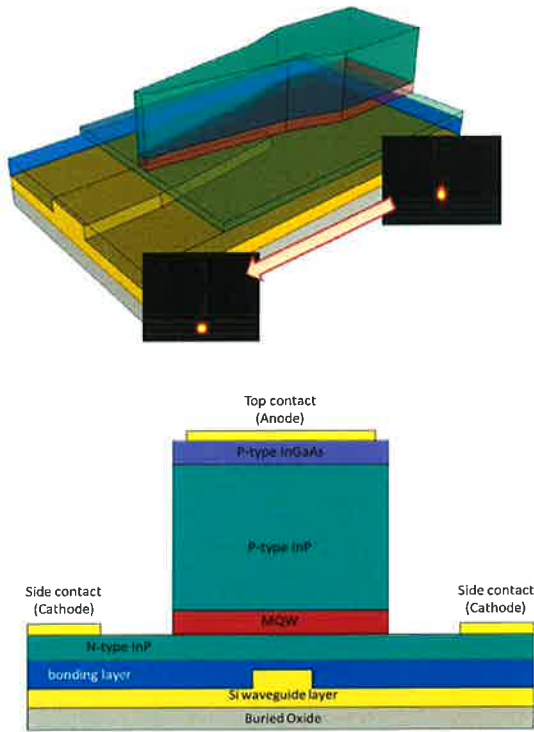 Top contact
(Anode)
P-type InGaAs
P-type InP
Side contact
(Cathode)
Side contact
(Cathode)
MQW
N-type InP
bonding layer
Si waveguide layer
Buried Oxide